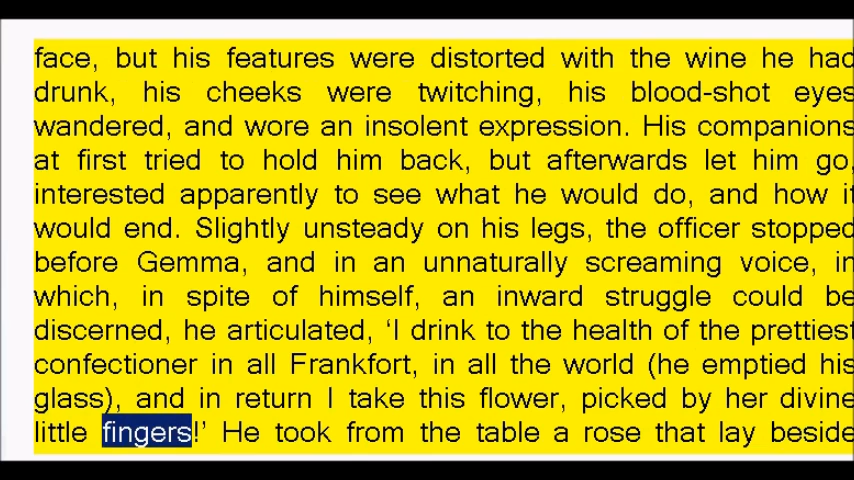 face, but his features were distorted with the wine he had
drunk, his cheeks were twitching, his blood-shot eyes
wandered, and wore an insolent expression. His companions
at first tried to hold him back, but afterwards let him go,
interested apparently to see what he would do, and how it
would end. Slightly unsteady on his legs, the officer stopped
before Gemma, and in an unnaturally screaming voice, in
which, in spite of himself, an inward struggle could be
discerned, he articulated, ‘I drink to the health of the prettiest
confectioner in all Frankfort, in all the world (he emptied his
glass), and in return I take this flower, picked by her divine
little fingers!’ He took from the table a rose that lay beside